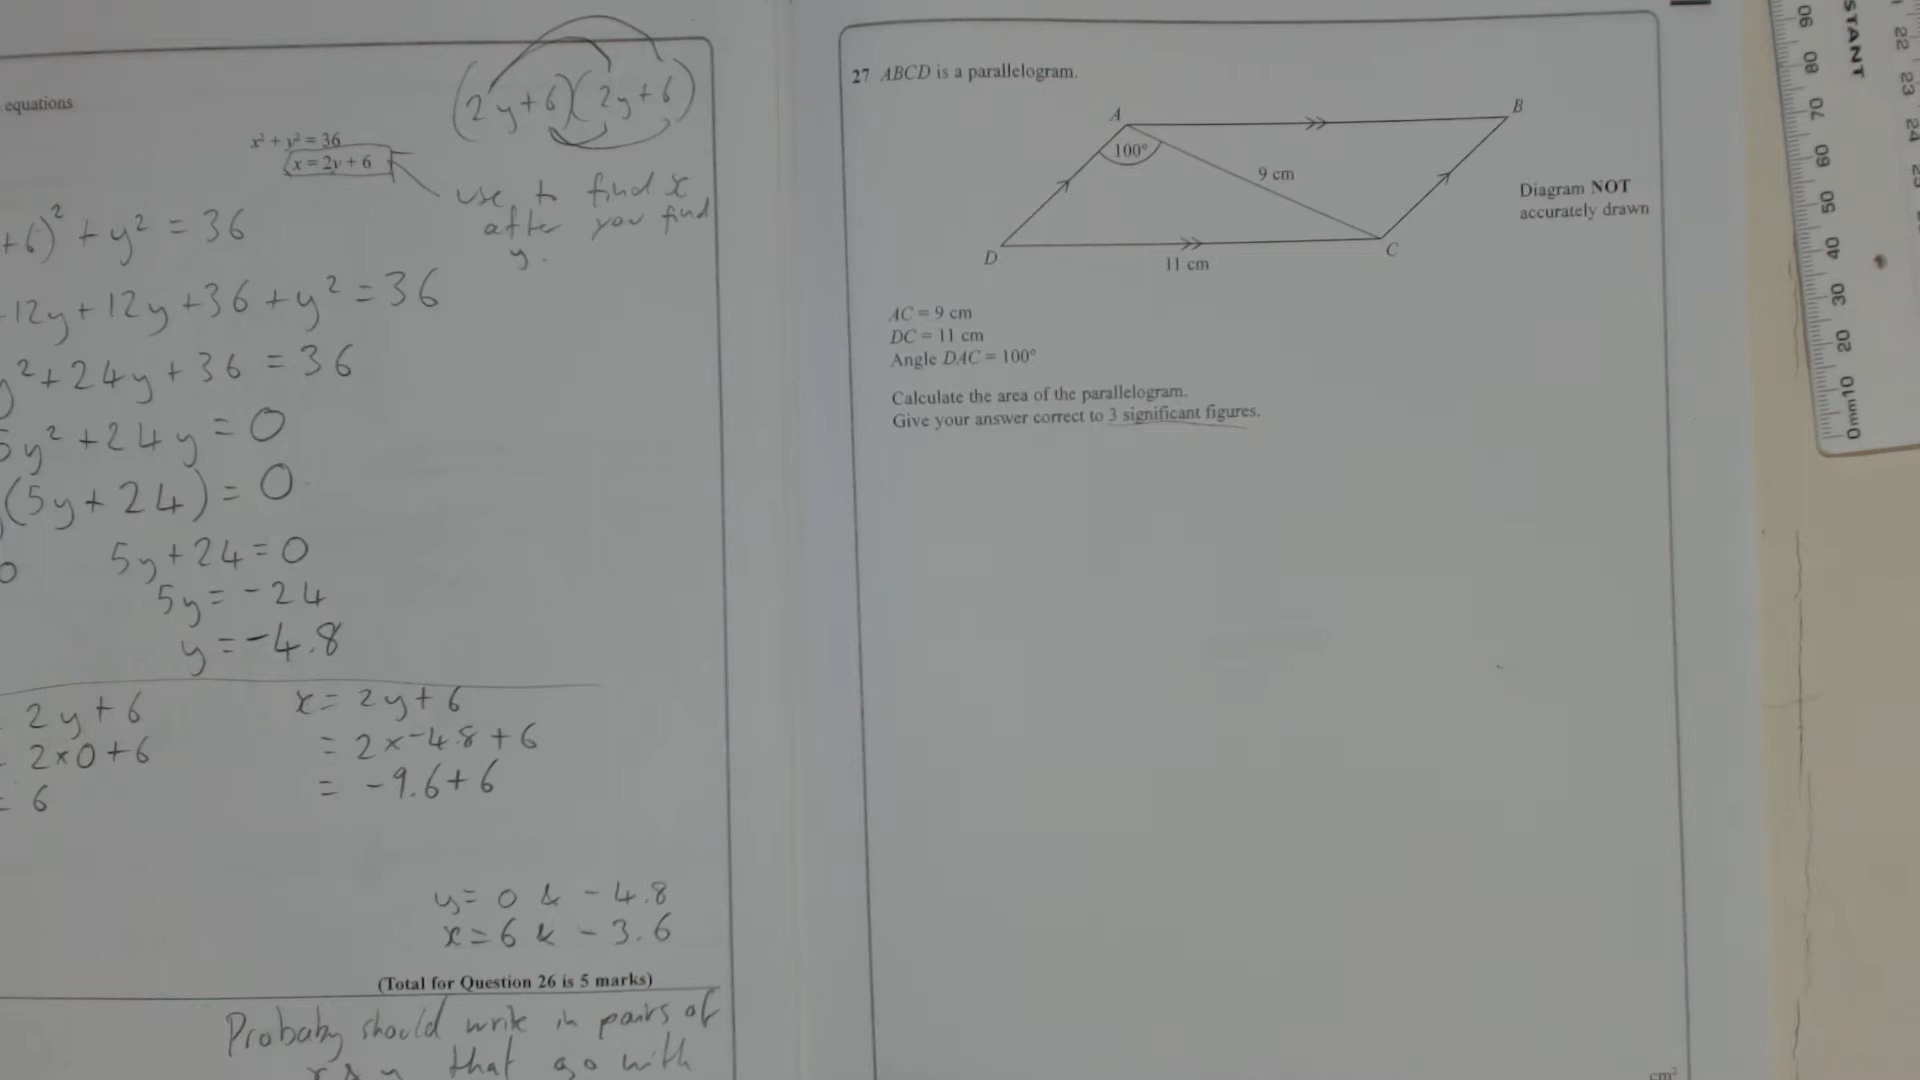 equations
(2y+6)(2y+6)
x² + y² = 36
x = 2y + 6
use to find x
after you find
y.
+6)² + y² = 36
12y + 12y + 36 + y² = 36
y² + 24y + 36 = 36
5y² + 24y = 0
(5y + 24) = 0
0 5y + 24 = 0
5y = -24
y = -4.8
2y + 6
= 2×0+6
= 6
x = 2y + 6
= 2×-4.8 + 6
= -9.6 + 6
y = 0 & -4.8
x = 6 & -3.6
(Total for Question 26 is 5 marks)
Probaby should write in pairs of
x & y that go with
27 ABCD is a parallelogram.
A
B
100°
9 cm
Diagram NOT
accurately drawn
D
C
11 cm
AC = 9 cm
DC = 11 cm
Angle DAC = 100°
Calculate the area of the parallelogram.
Give your answer correct to 3 significant figures.
cm²
STANT
90
80
70
60
50
40
30
20
10
0mm
22
23
24